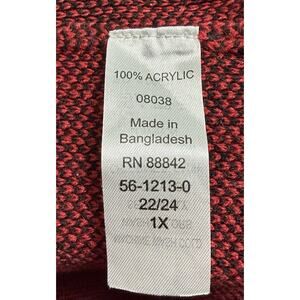 100% ACRYLIC
08038
Made in
Bangladesh
RN 88842
56-1213-0
22/24
1X